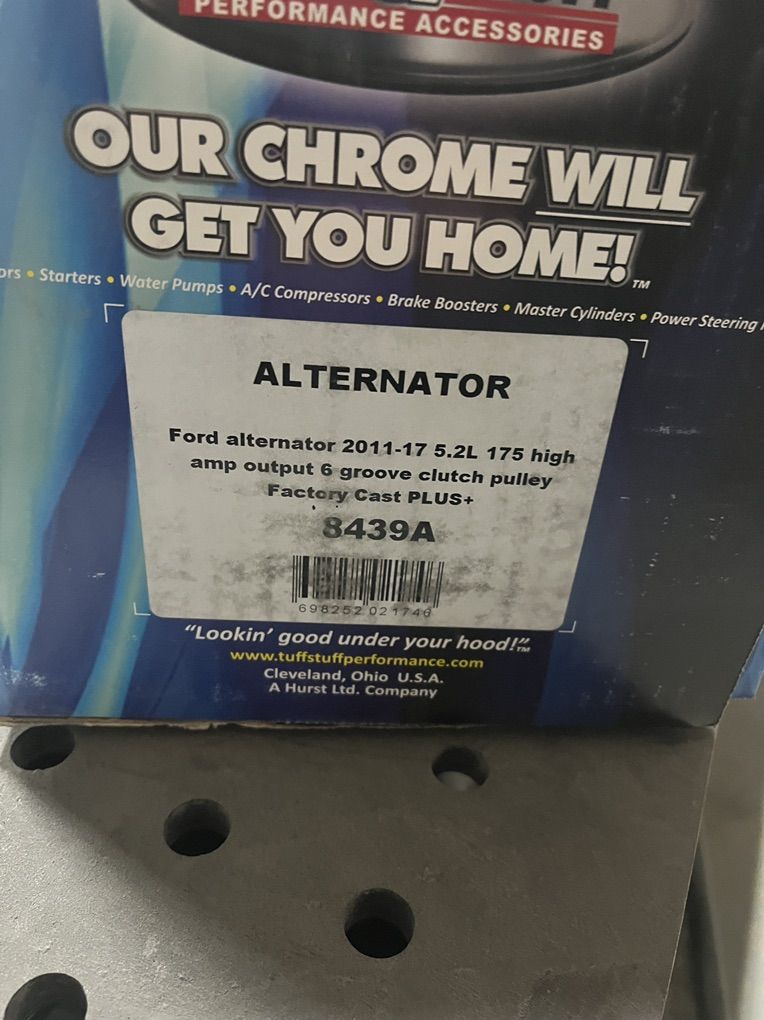 PERFORMANCE ACCESSORIES
OUR CHROME WILL
GET YOU HOME!™
• Starters • Water Pumps • A/C Compressors • Brake Boosters • Master Cylinders • Power Steering
ALTERNATOR
Ford alternator 2011-17 5.2L 175 high
amp output 6 groove clutch pulley
Factory Cast PLUS+
8439A
698252 021746
"Lookin' good under your hood!"™
www.tuffstuffperformance.com
Cleveland, Ohio U.S.A.
A Hurst Ltd. Company